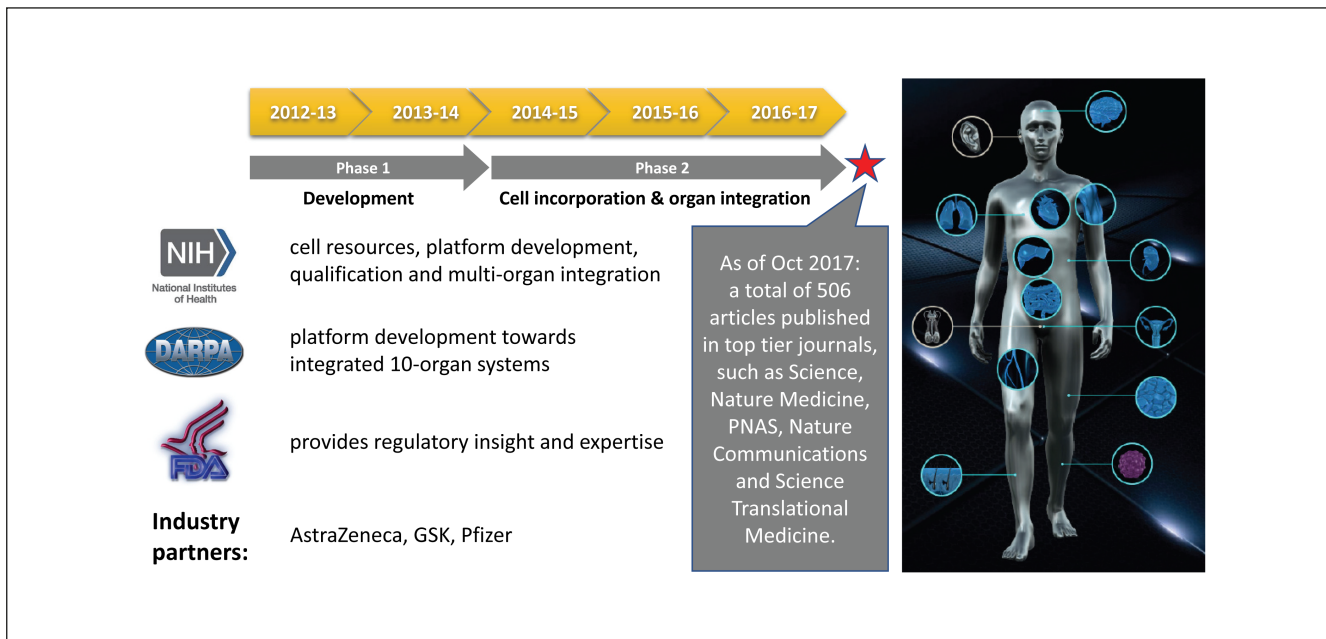 2012-13 2013-14 2014-15 2015-16 2016-17
Phase 1 Phase 2
Development Cell incorporation & organ integration
NIH
National Institutes
of Health
cell resources, platform development,
qualification and multi-organ integration
DARPA
platform development towards
integrated 10-organ systems
FDA
provides regulatory insight and expertise
Industry
partners:
AstraZeneca, GSK, Pfizer
As of Oct 2017:
a total of 506
articles published
in top tier journals,
such as Science,
Nature Medicine,
PNAS, Nature
Communications
and Science
Translational
Medicine.